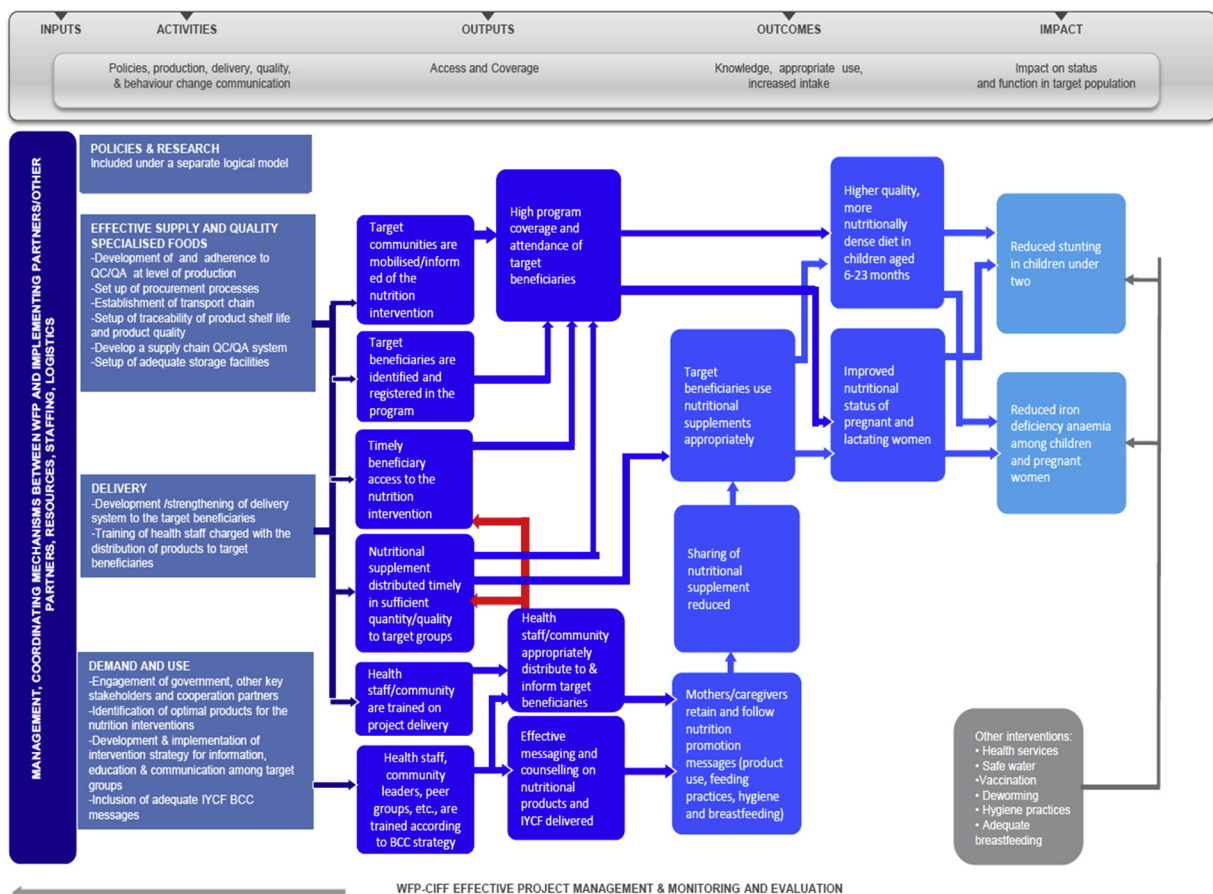 INPUTS
ACTIVITIES
OUTPUTS
OUTCOMES
IMPACT
Policies, production, delivery, quality,
& behaviour change communication
Access and Coverage
Knowledge, appropriate use,
increased intake
Impact on status
and function in target population
MANAGEMENT, COORDINATING MECHANISMS BETWEEN WFP AND IMPLEMENTING PARTNERS/OTHER
PARTNERS, RESOURCES, STAFFING, LOGISTICS
POLICIES & RESEARCH
Included under a separate logical model
EFFECTIVE SUPPLY AND QUALITY
SPECIALISED FOODS
-Development of and adherence to
QC/QA at level of production
-Set up of procurement processes
-Establishment of transport chain
-Setup of traceability of product shelf life
and product quality
-Develop a supply chain QC/QA system
-Setup of adequate storage facilities
DELIVERY
-Development /strengthening of delivery
system to the target beneficiaries
-Training of health staff charged with the
distribution of products to target
beneficiaries
DEMAND AND USE
-Engagement of government, other key
stakeholders and cooperation partners
-Identification of optimal products for the
nutrition interventions
-Development & implementation of
intervention strategy for information,
education & communication among target
groups
-Inclusion of adequate IYCF BCC
messages
Target
communities are
mobilised/inform
ed of the
nutrition
intervention
Target
beneficiaries are
identified and
registered in the
program
Timely
beneficiary
access to the
nutrition
intervention
Nutritional
supplement
distributed timely
in sufficient
quantity/quality
to target groups
Health
staff/community
are trained on
project delivery
Health staff,
community
leaders, peer
groups, etc., are
trained according
to BCC strategy
High program
coverage and
attendance of
target
beneficiaries
Health
staff/community
appropriately
distribute to &
inform target
beneficiaries
Effective
messaging and
counselling on
nutritional
products and
IYCF delivered
Target
beneficiaries use
nutritional
supplements
appropriately
Sharing of
nutritional
supplement
reduced
Mothers/caregivers
retain and follow
nutrition
promotion
messages (product
use, feeding
practices, hygiene
and breastfeeding)
Higher quality,
more
nutritionally
dense diet in
children aged
6-23 months
Improved
nutritional
status of
pregnant and
lactating women
Reduced stunting
in children under
two
Reduced iron
deficiency anaemia
among children
and pregnant
women
Other interventions:
• Health services
• Safe water
•Vaccination
• Deworming
• Hygiene practices
• Adequate
breastfeeding
WFP-CIFF EFFECTIVE PROJECT MANAGEMENT & MONITORING AND EVALUATION